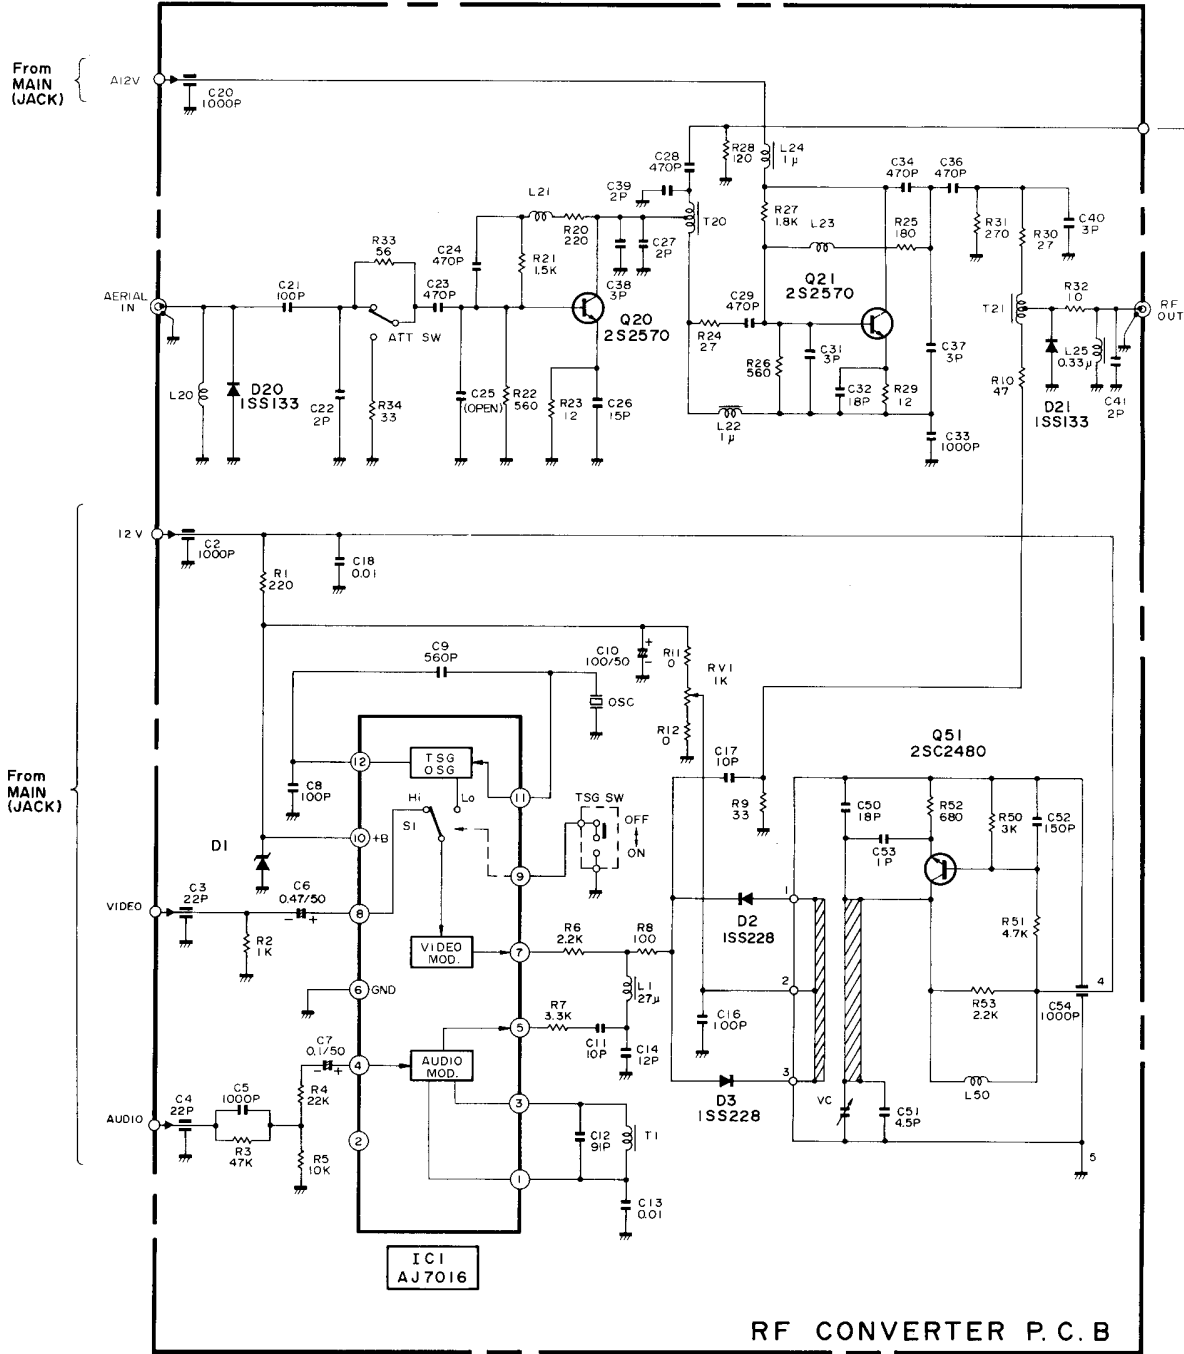 From
MAIN
(JACK)
A12V
C20
1000P
C28
470P
R28
120
L24
1μ
C34
470P
C36
470P
C39
2P
T20
L21
R20
220
R27
1.8K
L23
R25
180
R31
270
R30
27
C40
3P
R33
56
C24
470P
R21
1.5K
C27
2P
C38
3P
AERIAL
IN
C21
100P
C23
470P
ATT SW
Q20
2S2570
C29
470P
Q21
2S2570
T21
R32
10
RF
OUT
R24
27
L20
D20
1SS133
C22
2P
R34
33
C25
(OPEN)
R22
560
R23
12
C26
15P
R26
560
C31
3P
C32
18P
R29
12
C37
3P
R10
47
L25
0.33μ
D21
1SS133
C41
2P
L22
1μ
C33
1000P
12V
C2
1000P
R1
220
C18
0.01
C9
560P
C10
100/50
+
-
R11
0
RV1
1K
R12
0
OSC
From
MAIN
(JACK)
C8
100P
12
TSG
OSG
11
Hi
Lo
S1
TSG SW
OFF
ON
C17
10P
R9
33
Q51
2SC2480
C50
18P
R52
680
R50
3K
C52
150P
C53
1P
D1
10
+B
9
VIDEO
C3
22P
C6
0.47/50
- +
8
R2
1K
VIDEO
MOD.
7
R6
2.2K
R8
100
D2
1SS228
1
R51
4.7K
6
GND
L1
27μ
2
C16
100P
R53
2.2K
C54
1000P
4
R7
3.3K
5
C11
10P
C14
12P
C7
0.1/50
- +
4
AUDIO
MOD.
D3
1SS228
3
L50
AUDIO
C4
22P
C5
1000P
R3
47K
R4
22K
R5
10K
3
2
C12
91P
T1
VC
C51
4.5P
5
1
C13
0.01
IC1
AJ7016
RF CONVERTER P.C.B